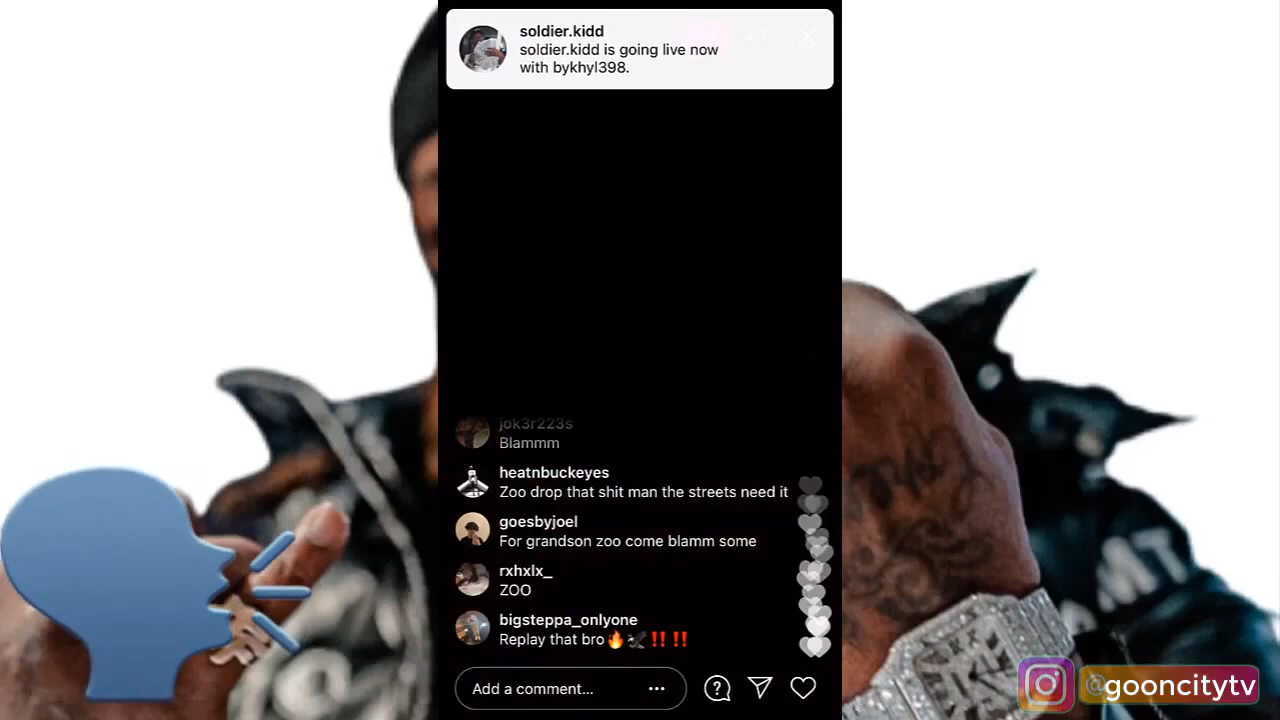 soldier.kidd
soldier.kidd is going live now
with bykhyl398.
jok3r223s
Blammm
heatnbuckeyes
Zoo drop that shit man the streets need it
goesbyjoel
For grandson zoo come blamm some
rxhxlx_
ZOO
bigsteppa_onlyone
Replay that bro🔥🦅‼️‼️
Add a comment...
@gooncitytv